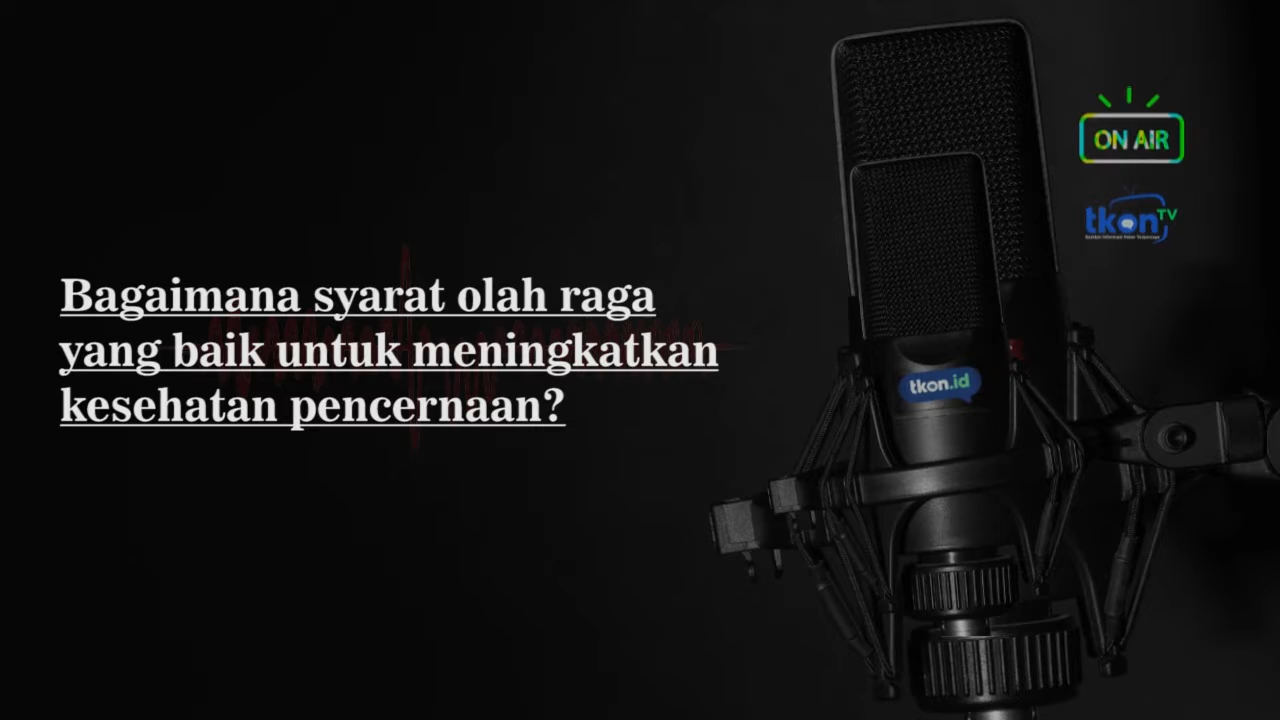 Bagaimana syarat olah raga
yang baik untuk meningkatkan
kesehatan pencernaan?
ON AIR
tkon TV
tkon.id